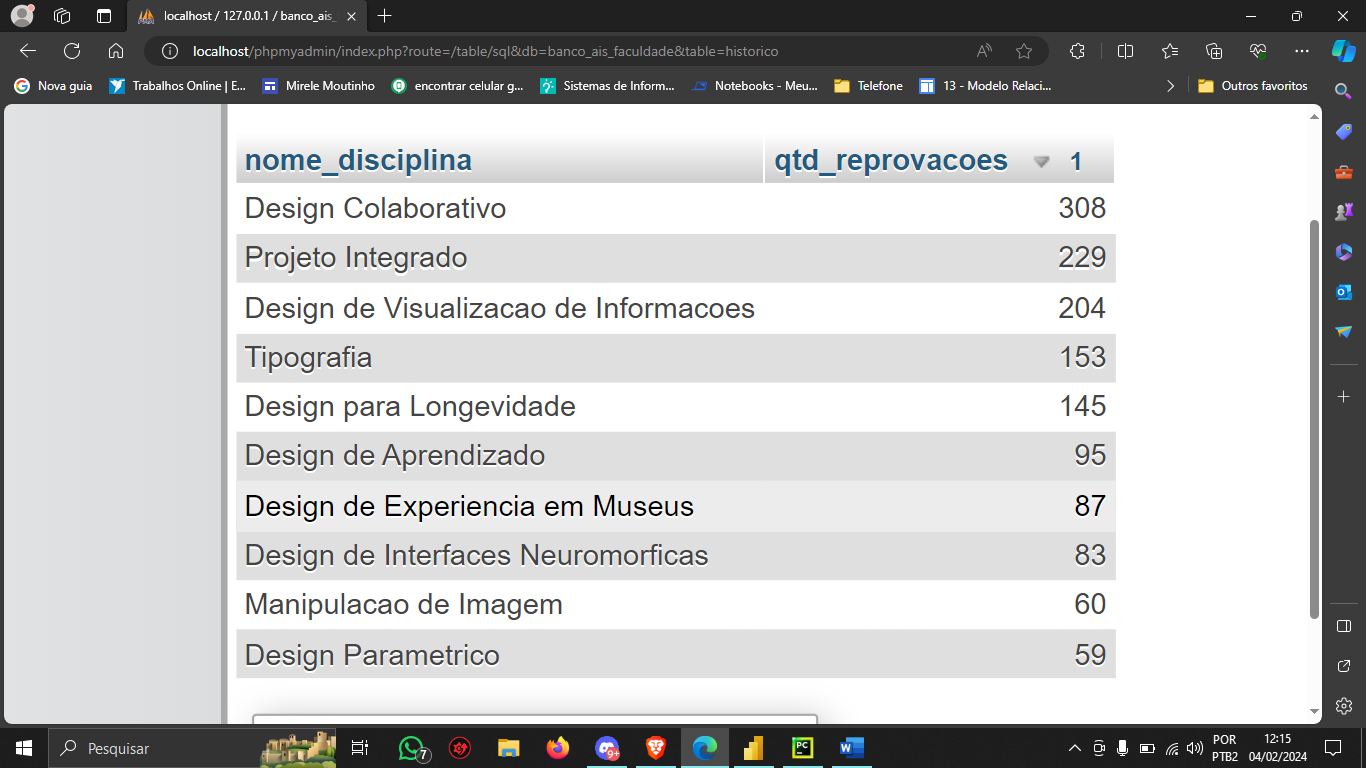 localhost / 127.0.0.1 / banco_ais_
localhost/phpmyadmin/index.php?route=/table/sql&db=banco_ais_faculdade&table=historico
Nova guia
Trabalhos Online | E...
Mirele Moutinho
encontrar celular g...
Sistemas de Inform...
Notebooks - Meu...
Telefone
13 - Modelo Relaci...
Outros favoritos
nome_disciplina qtd_reprovacoes 1
Design Colaborativo 308
Projeto Integrado 229
Design de Visualizacao de Informacoes 204
Tipografia 153
Design para Longevidade 145
Design de Aprendizado 95
Design de Experiencia em Museus 87
Design de Interfaces Neuromorficas 83
Manipulacao de Imagem 60
Design Parametrico 59
Pesquisar
7
9+
PC
W
POR
PTB2
12:15
04/02/2024